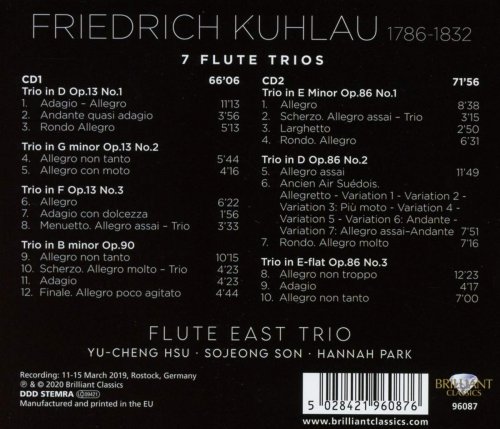 FRIEDRICH KUHLAU 1786-1832
7 FLUTE TRIOS
CD1 66'06
Trio in D Op.13 No.1
1. Adagio – Allegro 11'13
2. Andante quasi adagio 3'56
3. Rondo Allegro 5'13
Trio in G minor Op.13 No.2
4. Allegro non tanto 5'44
5. Allegro con moto 4'16
Trio in F Op.13 No.3
6. Allegro 6'22
7. Adagio con dolcezza 1'56
8. Menuetto. Allegro assai – Trio 3'33
Trio in B minor Op.90
9. Allegro non tanto 10'15
10. Scherzo. Allegro molto – Trio 4'23
11. Adagio 4'23
12. Finale. Allegro poco agitato 4'44
CD2 71'56
Trio in E Minor Op.86 No.1
1. Allegro 8'38
2. Scherzo. Allegro assai – Trio 3'15
3. Larghetto 2'50
4. Rondo. Allegro 6'31
Trio in D Op.86 No.2
5. Allegro assai 11'49
6. Ancien Air Suédois.
Allegretto - Variation 1 - Variation 2 -
Variation 3: Più moto - Variation 4 -
Variation 5 - Variation 6: Andante -
Variation 7: Allegro assai–Andante 7'51
7. Rondo. Allegro molto 7'16
Trio in E-flat Op.86 No.3
8. Allegro non troppo 12'23
9. Adagio 4'17
10. Allegro non tanto 7'00
FLUTE EAST TRIO
YU-CHENG HSU · SOJEONG SON · HANNAH PARK
Recording: 11-15 March 2019, Rostock, Germany
℗ & © 2020 Brilliant Classics
DDD STEMRA LC09421
Manufactured and printed in the EU
5 028421 960876
www.brilliantclassics.com
BRILLIANT
CLASSICS
96087